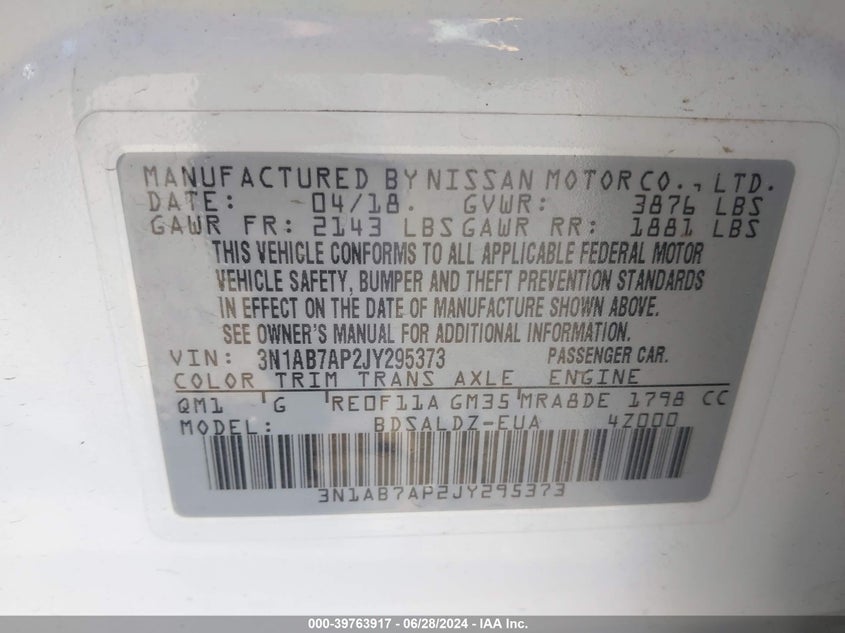 MANUFACTURED BY NISSAN MOTOR CO., LTD.
DATE: 04/18. GVWR: 3876 LBS
GAWR FR: 2143 LBS GAWR RR: 1881 LBS
THIS VEHICLE CONFORMS TO ALL APPLICABLE FEDERAL MOTOR
VEHICLE SAFETY, BUMPER AND THEFT PREVENTION STANDARDS
IN EFFECT ON THE DATE OF MANUFACTURE SHOWN ABOVE.
SEE OWNER'S MANUAL FOR ADDITIONAL INFORMATION.
VIN: 3N1AB7AP2JY295373 PASSENGER CAR.
COLOR TRIM TRANS AXLE ENGINE
QM1 G RE0F11A GM35 MRA8DE 1798 CC
MODEL: BDSALDZ-EUA 4Z000
3N1AB7AP2JY295373
000-39763917 - 06/28/2024 - IAA Inc.